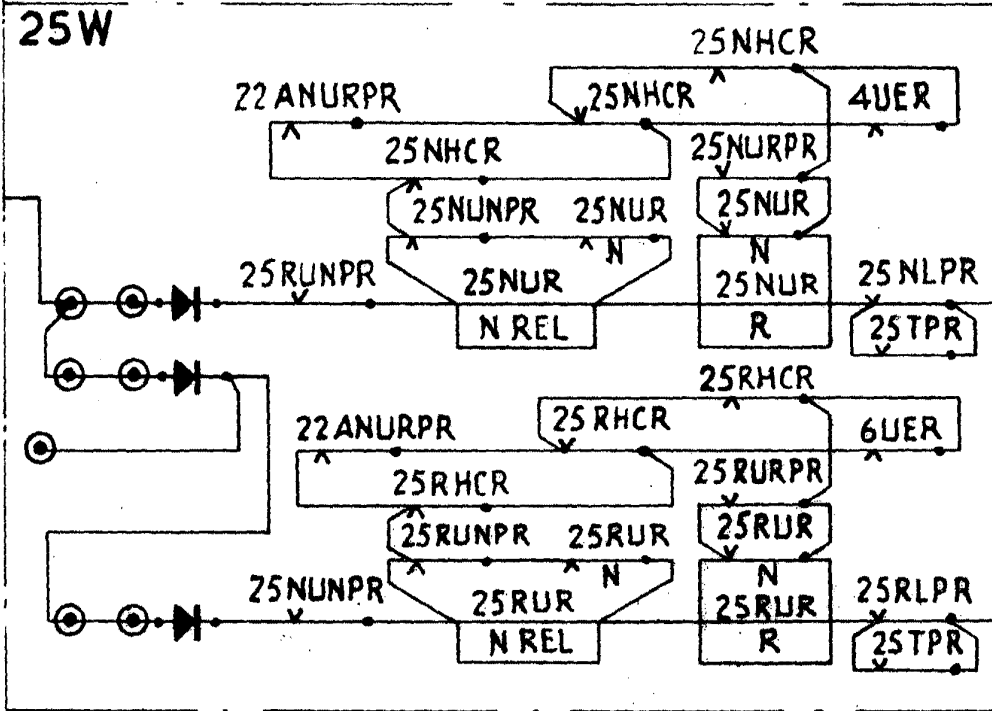 25W
25NHCR
22ANURPR 25NHCR 4UER
25NHCR 25NURPR
25NUNPR 25NUR 25NUR
N N
25RUNPR 25NUR 25NUR 25NLPR
N REL R 25TPR
25RHCR
22ANURPR 25RHCR 6UER
25RHCR 25RURPR
25RUNPR 25RUR 25RUR
N N
25NUNPR 25RUR 25RUR 25RLPR
N REL R 25TPR